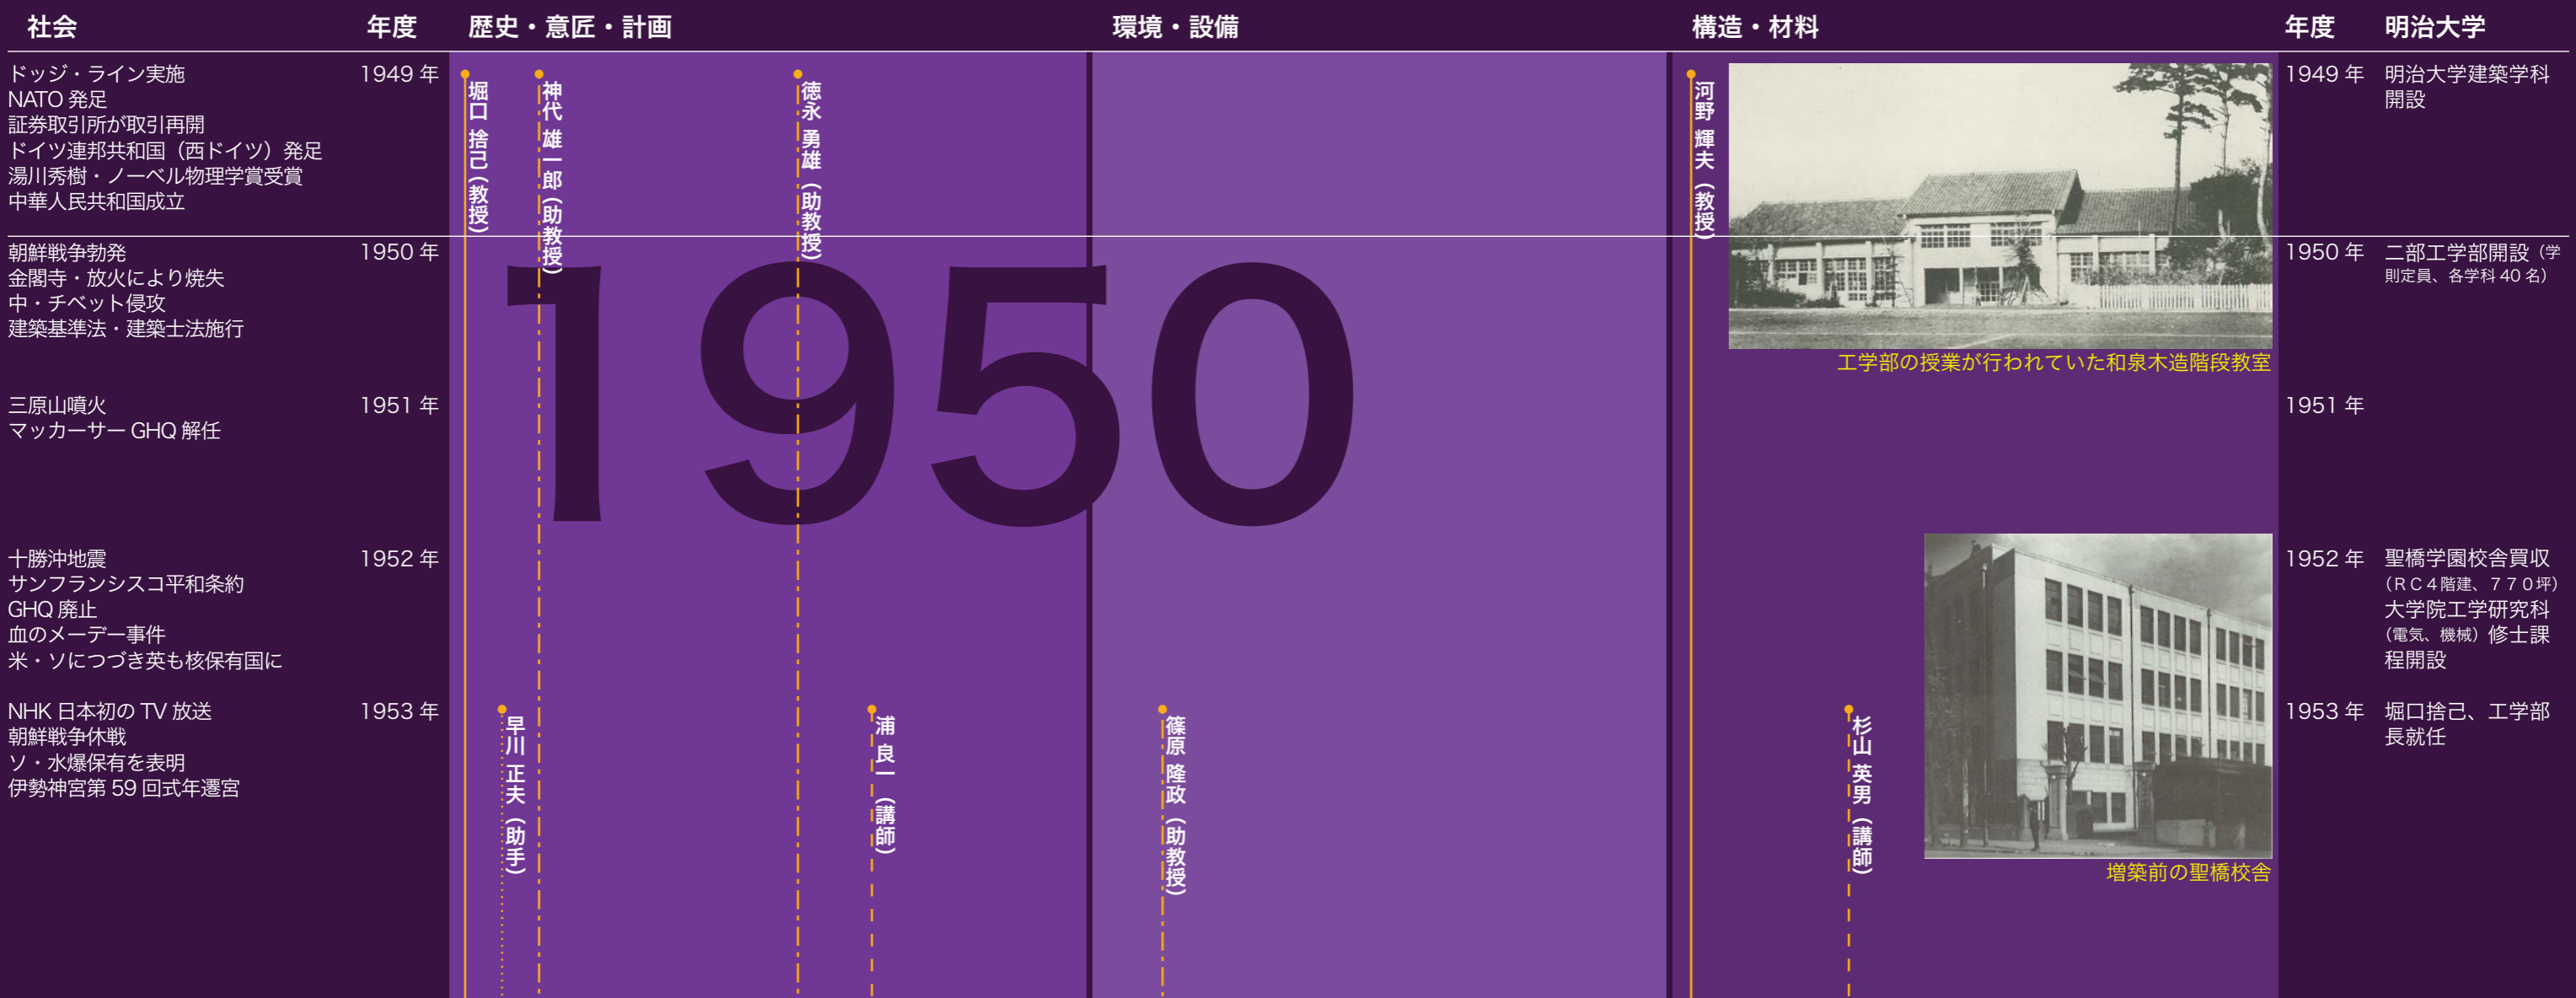 社会
年度
歴史・意匠・計画
環境・設備
構造・材料
年度
明治大学
ドッジ・ライン実施
NATO 発足
証券取引所が取引再開
ドイツ連邦共和国（西ドイツ）発足
湯川秀樹・ノーベル物理学賞受賞
中華人民共和国成立
1949 年
堀口 捨己（教授）
神代 雄一郎（助教授）
徳永 勇雄（助教授）
河野 輝夫（教授）
1949 年
明治大学建築学科
開設
朝鮮戦争勃発
金閣寺・放火により焼失
中・チベット侵攻
建築基準法・建築士法施行
1950 年
1950
工学部の授業が行われていた和泉木造階段教室
1950 年
二部工学部開設（学
則定員、各学科 40 名）
三原山噴火
マッカーサー GHQ 解任
1951 年
1951 年
十勝沖地震
サンフランシスコ平和条約
GHQ 廃止
血のメーデー事件
米・ソにつづき英も核保有国に
1952 年
1952 年
聖橋学園校舎買収
（ＲＣ４階建、７７０坪）
大学院工学研究科
（電気、機械）修士課
程開設
NHK 日本初の TV 放送
朝鮮戦争休戦
ソ・水爆保有を表明
伊勢神宮第 59 回式年遷宮
1953 年
早川 正夫（助手）
浦 良一（講師）
篠原 隆政（助教授）
杉山 英男（講師）
増築前の聖橋校舎
1953 年
堀口捨己、工学部
長就任